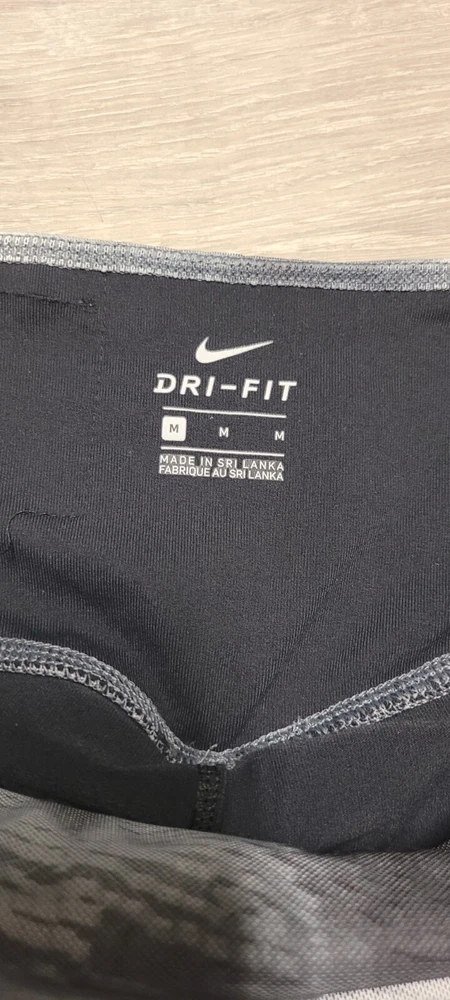 DRI-FIT
M M M
MADE IN SRI LANKA
FABRIQUE AU SRI LANKA